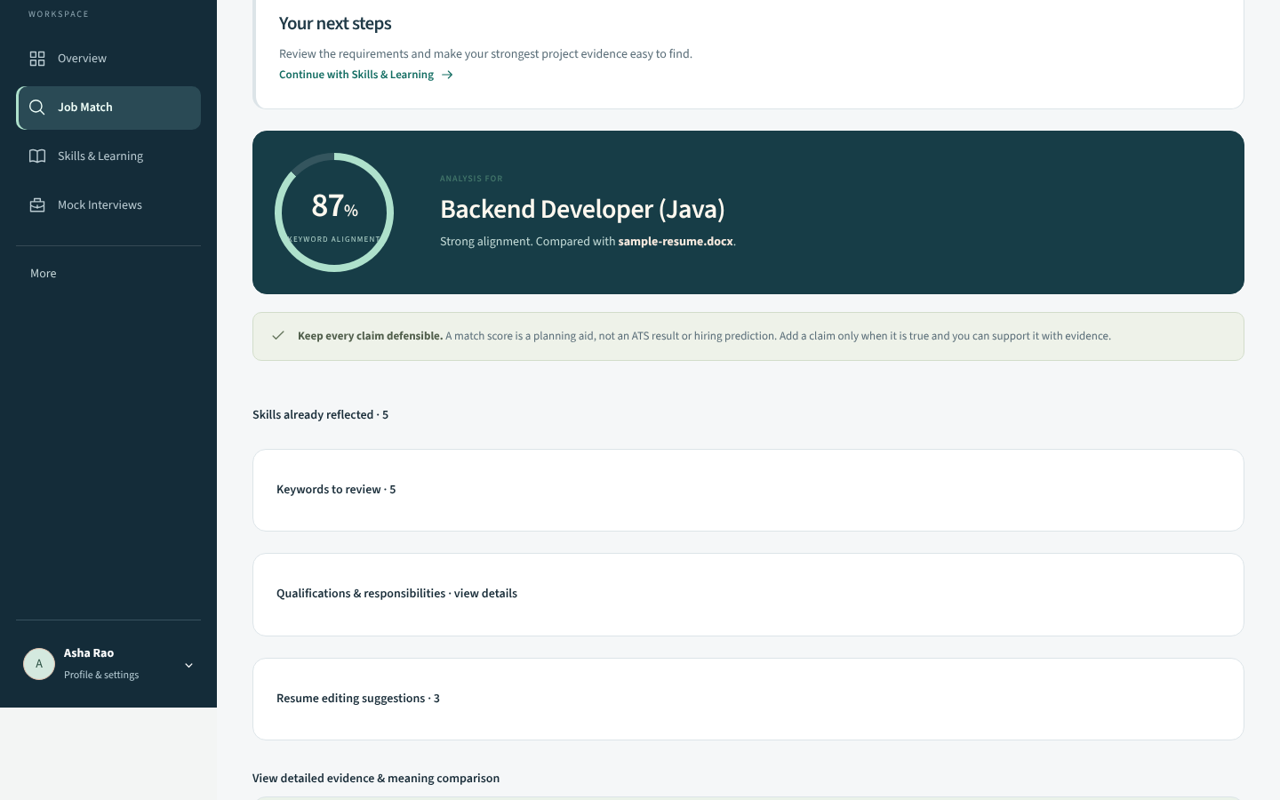 WORKSPACE
Overview
Job Match
Skills & Learning
Mock Interviews
More
Asha Rao
A
Profile & settings
Your next steps
Review the requirements and make your strongest project evidence easy to find.
Continue with Skills & Learning →
87%
KEYWORD ALIGNMENT
ANALYSIS FOR
Backend Developer (Java)
Strong alignment. Compared with sample-resume.docx.
Keep every claim defensible. A match score is a planning aid, not an ATS result or hiring prediction. Add a claim only when it is true and you can support it with evidence.
Skills already reflected · 5
Keywords to review · 5
Qualifications & responsibilities · view details
Resume editing suggestions · 3
View detailed evidence & meaning comparison